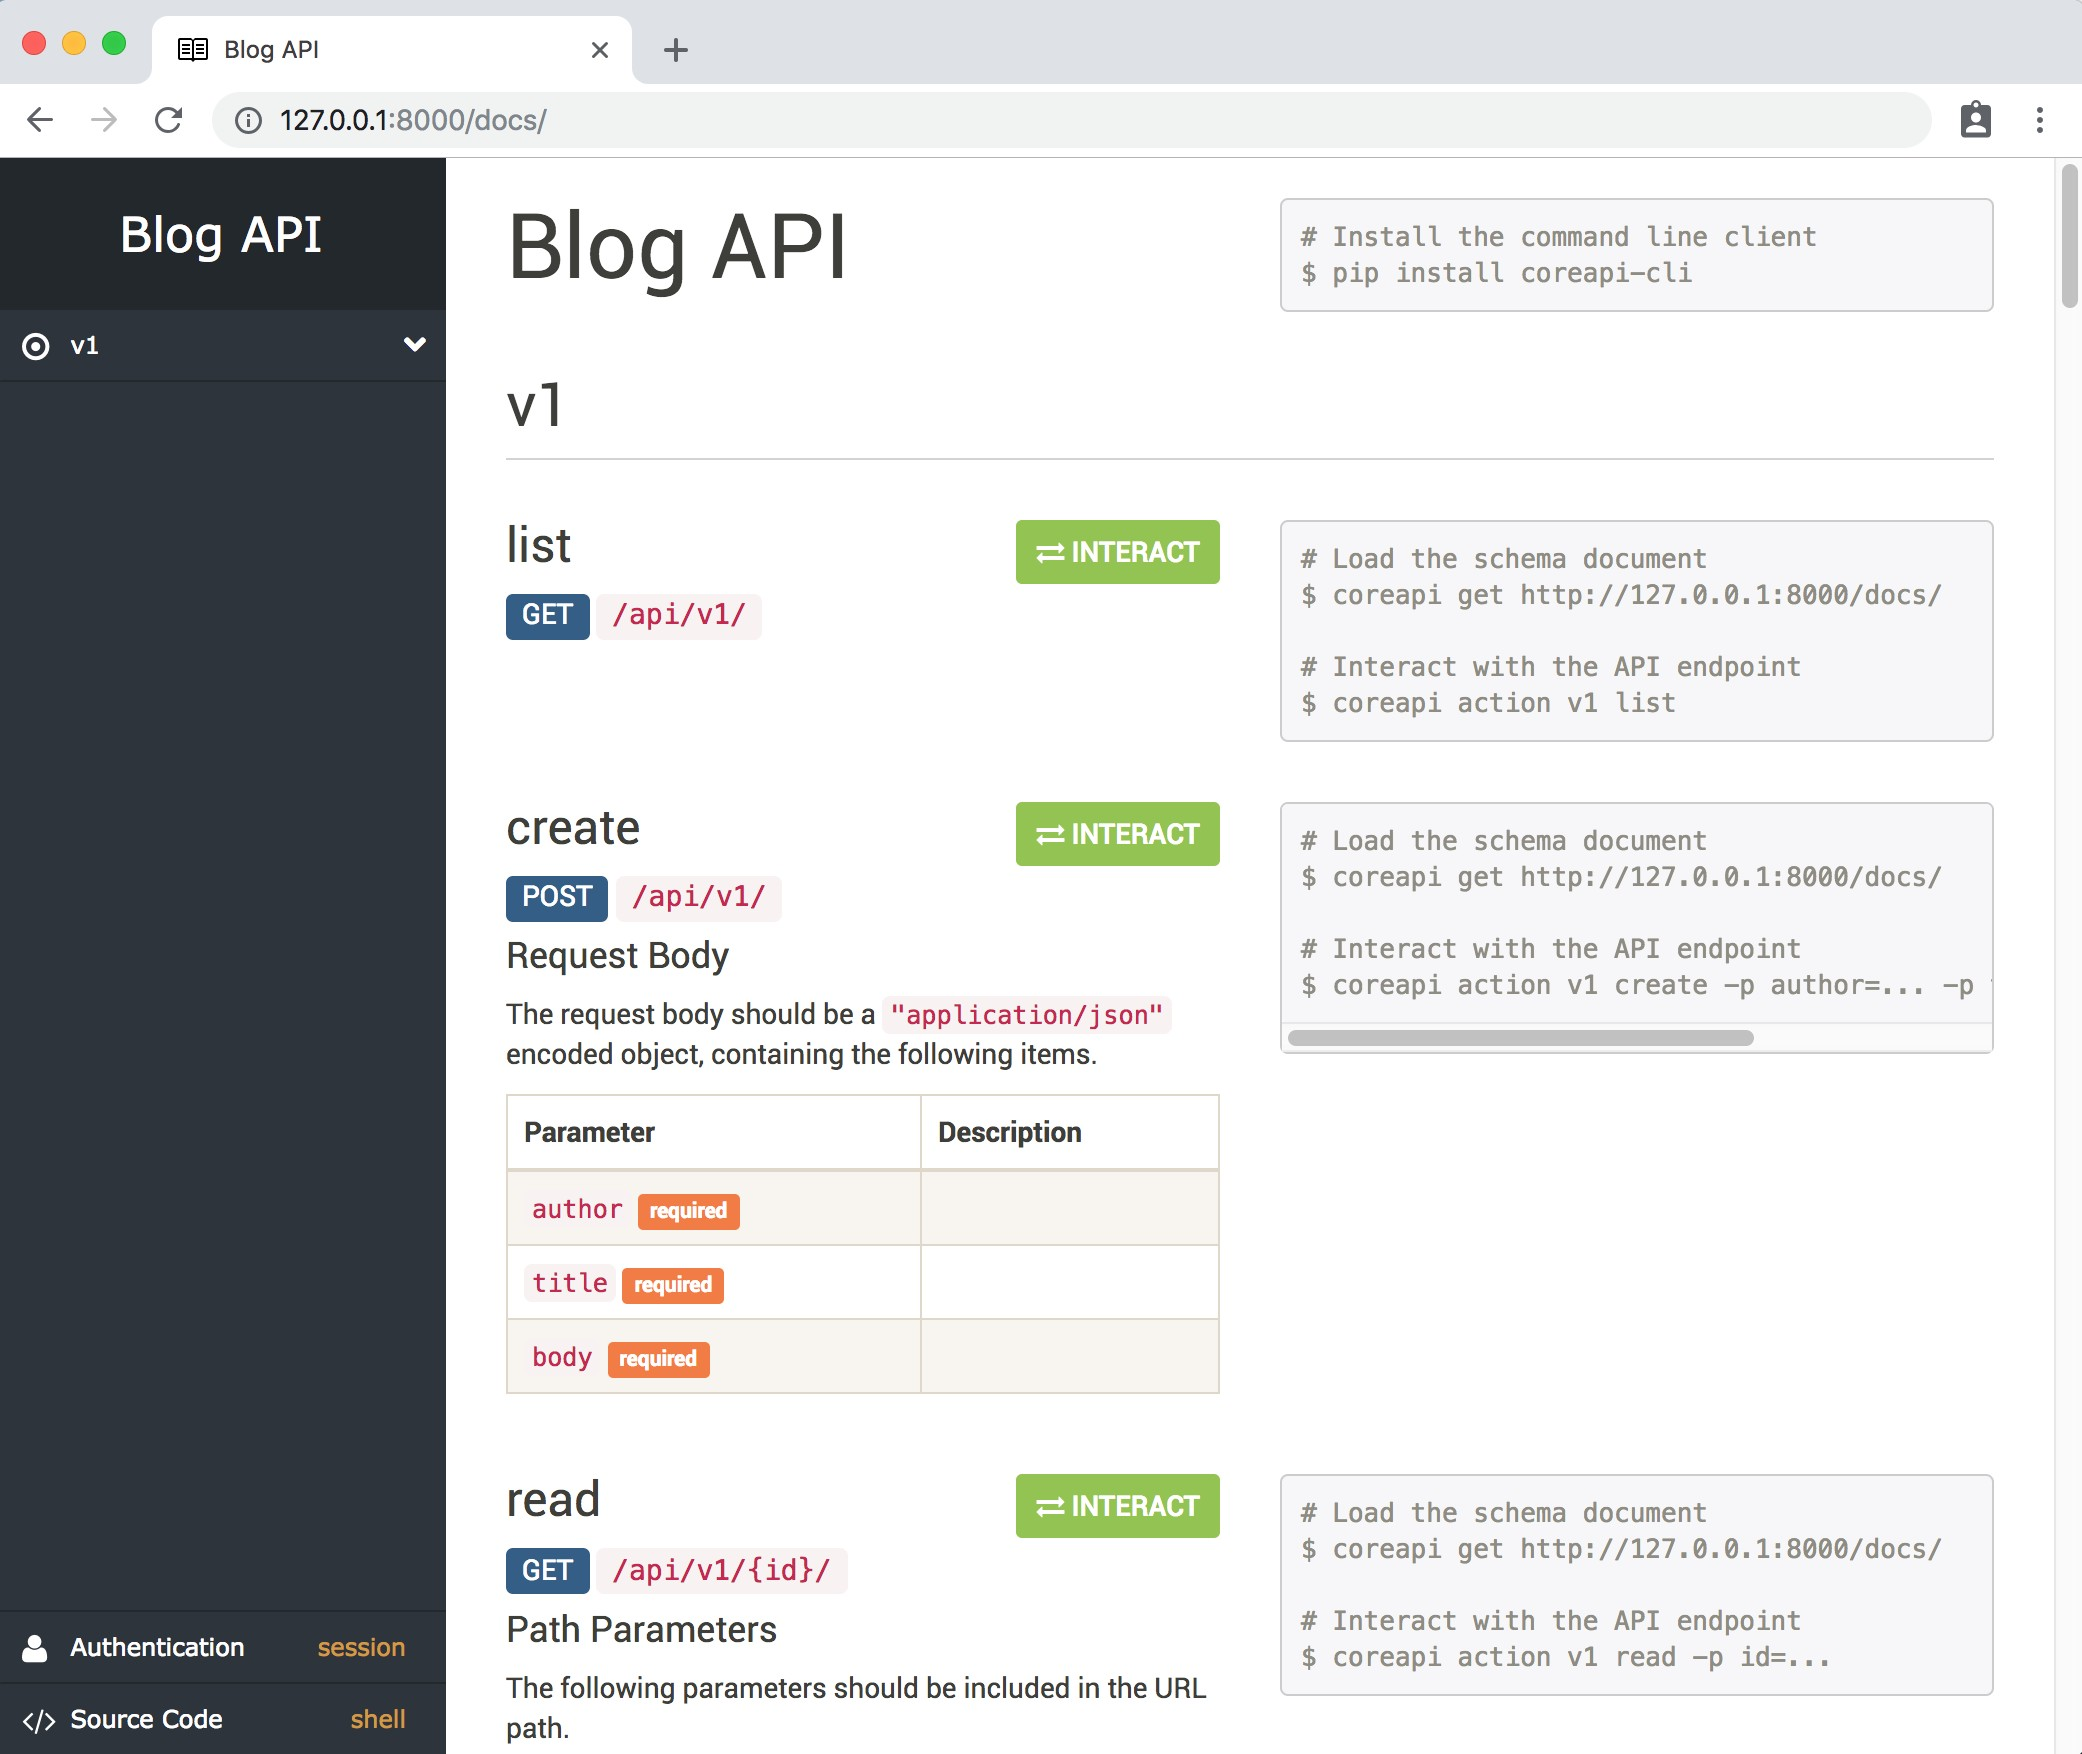 Blog API
127.0.0.1:8000/docs/
Blog API
v1
Authentication session
Source Code shell
Blog API
# Install the command line client
$ pip install coreapi-cli
v1
list
INTERACT
GET /api/v1/
# Load the schema document
$ coreapi get http://127.0.0.1:8000/docs/
# Interact with the API endpoint
$ coreapi action v1 list
create
INTERACT
POST /api/v1/
Request Body
The request body should be a "application/json"
encoded object, containing the following items.
Parameter Description
author required
title required
body required
# Load the schema document
$ coreapi get http://127.0.0.1:8000/docs/
# Interact with the API endpoint
$ coreapi action v1 create -p author=... -p
read
INTERACT
GET /api/v1/{id}/
Path Parameters
The following parameters should be included in the URL
path.
# Load the schema document
$ coreapi get http://127.0.0.1:8000/docs/
# Interact with the API endpoint
$ coreapi action v1 read -p id=...